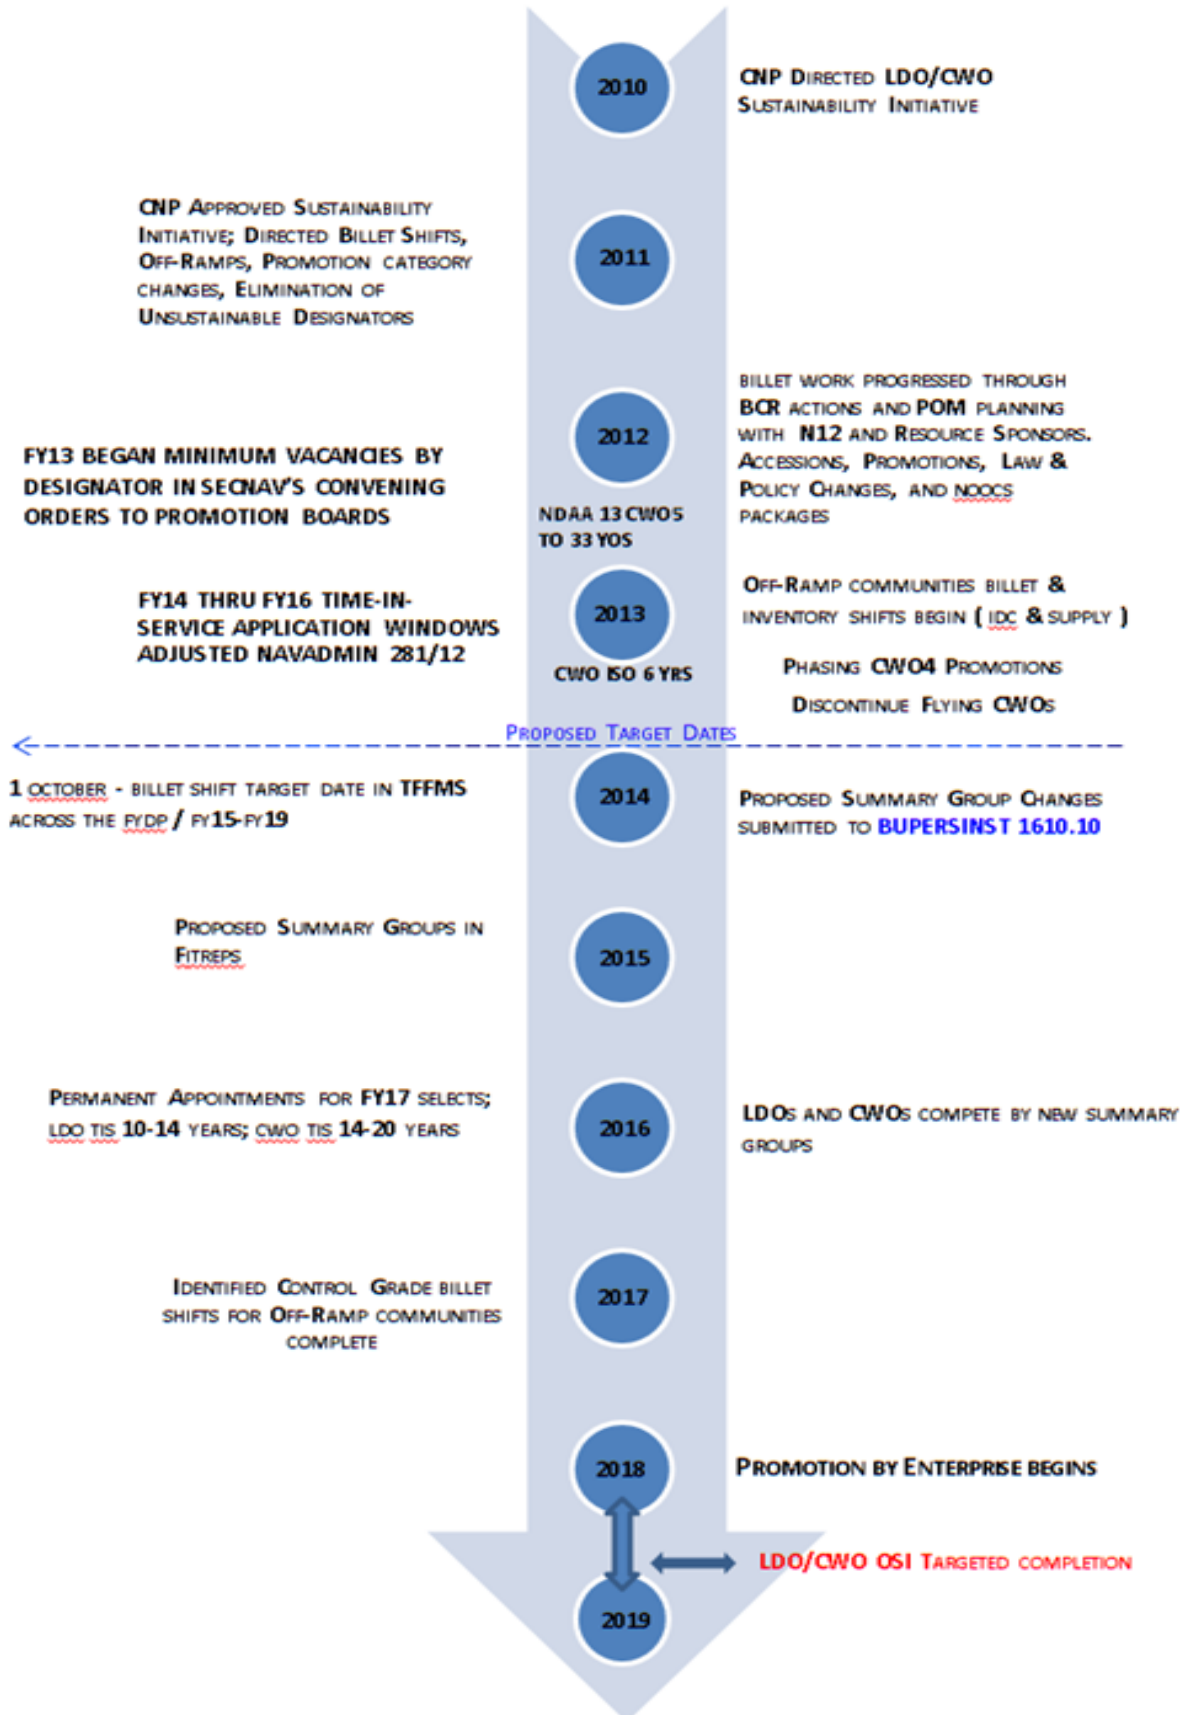 2010
CNP Directed LDO/CWO
Sustainability Initiative
CNP Approved Sustainability
Initiative; Directed Billet Shifts,
Off-Ramps, Promotion category
changes, Elimination of
Unsustainable Designators
2011
billet work progressed through
BCR actions and POM planning
with N12 and Resource Sponsors.
Accessions, Promotions, Law &
Policy Changes, and noocs
packages
2012
FY13 BEGAN MINIMUM VACANCIES BY
DESIGNATOR IN SECNAV'S CONVENING
ORDERS TO PROMOTION BOARDS
NDAA 13 CWO5
TO 33 YOS
FY14 THRU FY16 TIME-IN-
SERVICE APPLICATION WINDOWS
ADJUSTED NAVADMIN 281/12
2013
CWO ISO 6 YRS
Off-Ramp communities billet &
inventory shifts begin ( idc & supply )
Phasing CWO4 Promotions
Discontinue Flying CWOs
Proposed Target Dates
1 october - billet shift target date in TFFMS
across the fydp / fy15-fy19
2014
Proposed Summary Group Changes
submitted to BUPERSINST 1610.10
Proposed Summary Groups in
Fitreps
2015
Permanent Appointments for FY17 selects;
ldo tis 10-14 years; cwo tis 14-20 years
2016
LDOs and CWOs compete by new summary
groups
Identified Control Grade billet
shifts for Off-Ramp communities
complete
2017
2018
Promotion by Enterprise begins
LDO/CWO OSI Targeted completion
2019